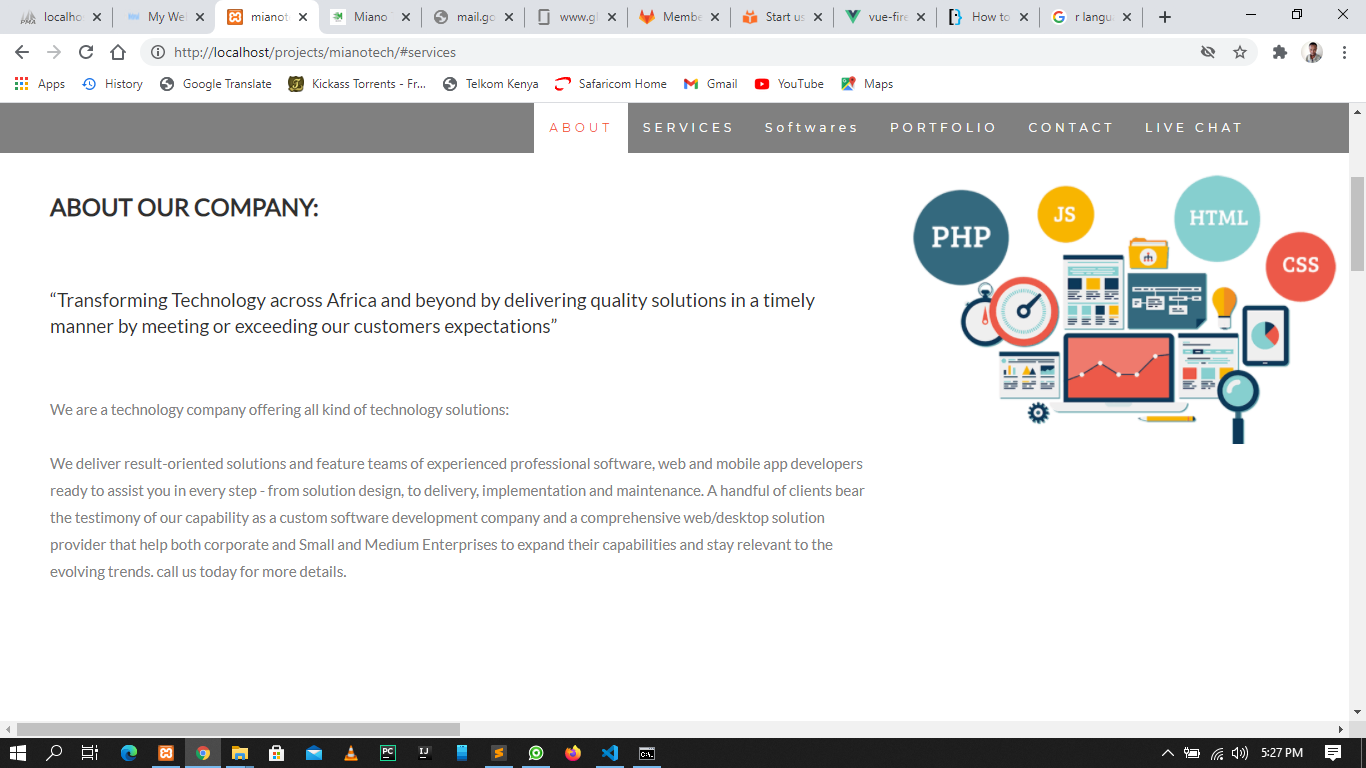 localho
My Wel
mianot
Miano
mail.go
www.gl
Membe
Start us
vue-fire
How to
r langua
http://localhost/projects/mianotech/#services
Apps
History
Google Translate
Kickass Torrents - Fr...
Telkom Kenya
Safaricom Home
Gmail
YouTube
Maps
ABOUT
SERVICES
Softwares
PORTFOLIO
CONTACT
LIVE CHAT
ABOUT OUR COMPANY:
“Transforming Technology across Africa and beyond by delivering quality solutions in a timely
manner by meeting or exceeding our customers expectations”
We are a technology company offering all kind of technology solutions:
We deliver result-oriented solutions and feature teams of experienced professional software, web and mobile app developers
ready to assist you in every step - from solution design, to delivery, implementation and maintenance. A handful of clients bear
the testimony of our capability as a custom software development company and a comprehensive web/desktop solution
provider that help both corporate and Small and Medium Enterprises to expand their capabilities and stay relevant to the
evolving trends. call us today for more details.
PHP
JS
HTML
CSS
PC
IJ
5:27 PM